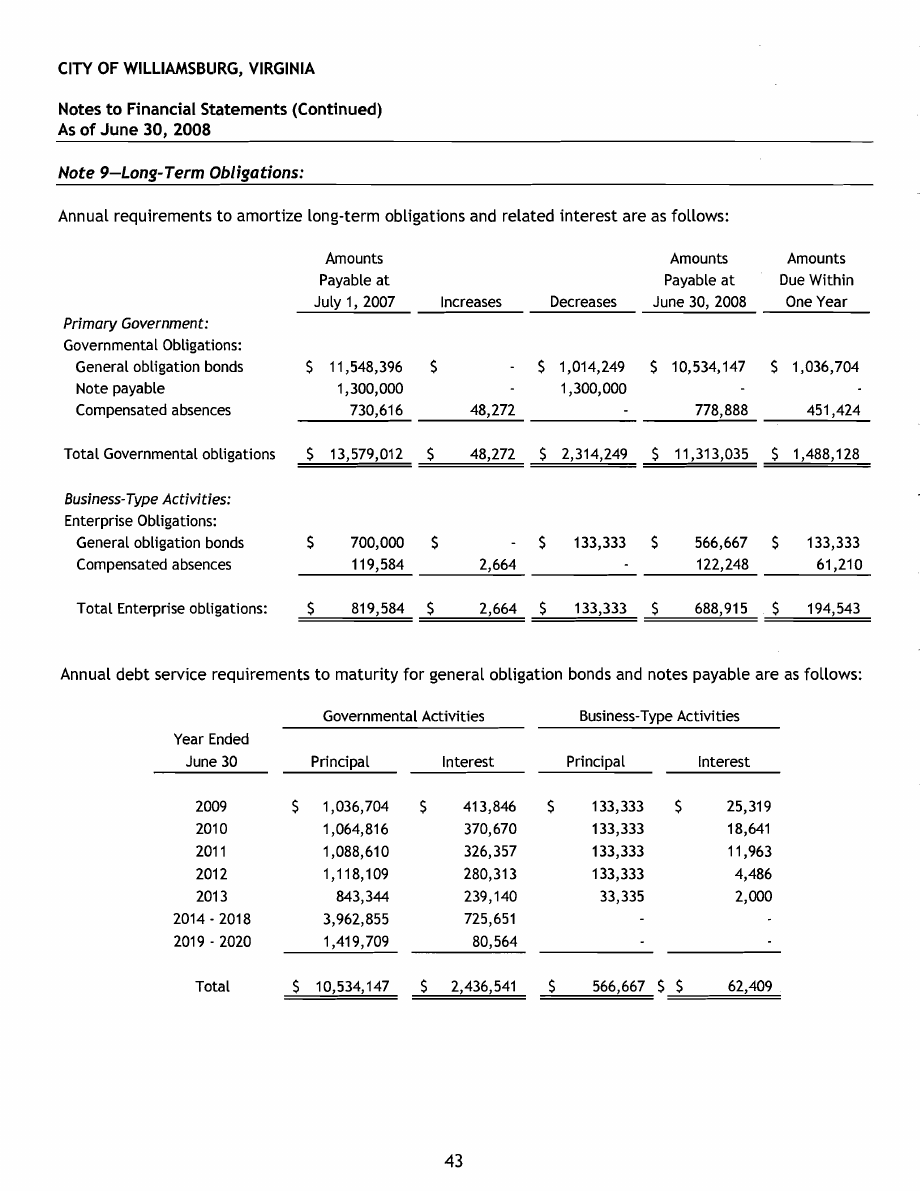 CITY OF WILLIAMSBURG, VIRGINIA
Notes to Financial Statements (Continued)
As of June 30, 2008
Note 9—Long-Term Obligations:
Annual requirements to amortize long-term obligations and related interest are as follows:
Amounts Amounts Amounts
Payable at Payable at Due Within
July 1, 2007 Increases Decreases June 30, 2008 One Year
Primary Government:
Governmental Obligations:
General obligation bonds $ 11,548,396 $ - $ 1,014,249 $ 10,534,147 $ 1,036,704
Note payable 1,300,000 - 1,300,000 - -
Compensated absences 730,616 48,272 - 778,888 451,424
Total Governmental obligations $ 13,579,012 $ 48,272 $ 2,314,249 $ 11,313,035 $ 1,488,128
Business-Type Activities:
Enterprise Obligations:
General obligation bonds $ 700,000 $ - $ 133,333 $ 566,667 $ 133,333
Compensated absences 119,584 2,664 - 122,248 61,210
Total Enterprise obligations: $ 819,584 $ 2,664 $ 133,333 $ 688,915 $ 194,543
Annual debt service requirements to maturity for general obligation bonds and notes payable are as follows:
Governmental Activities Business-Type Activities
Year Ended
June 30 Principal Interest Principal Interest
2009 $ 1,036,704 $ 413,846 $ 133,333 $ 25,319
2010 1,064,816 370,670 133,333 18,641
2011 1,088,610 326,357 133,333 11,963
2012 1,118,109 280,313 133,333 4,486
2013 843,344 239,140 33,335 2,000
2014 - 2018 3,962,855 725,651 - -
2019 - 2020 1,419,709 80,564 - -
Total $ 10,534,147 $ 2,436,541 $ 566,667 $ $ 62,409
43